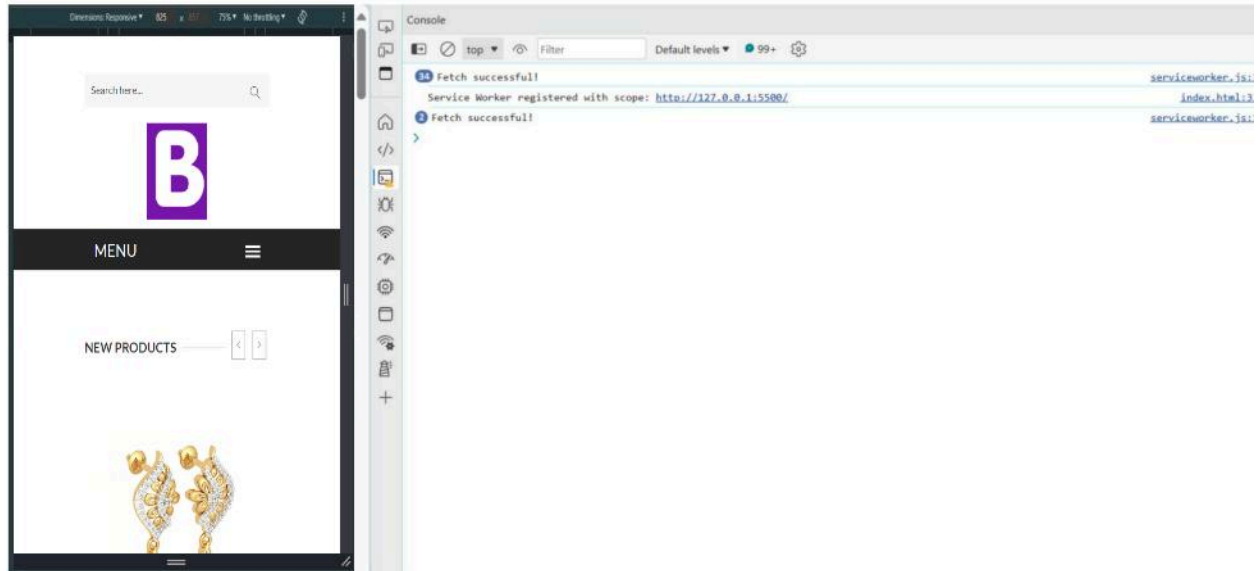 Dimensions: Responsive 825 x 857 75% No throttling
Search here...
B
MENU
NEW PRODUCTS
Console
top Filter Default levels 99+
34 Fetch successful! serviceworker.js:
Service Worker registered with scope: http://127.0.0.1:5500/ index.html:3
2 Fetch successful! serviceworker.js: